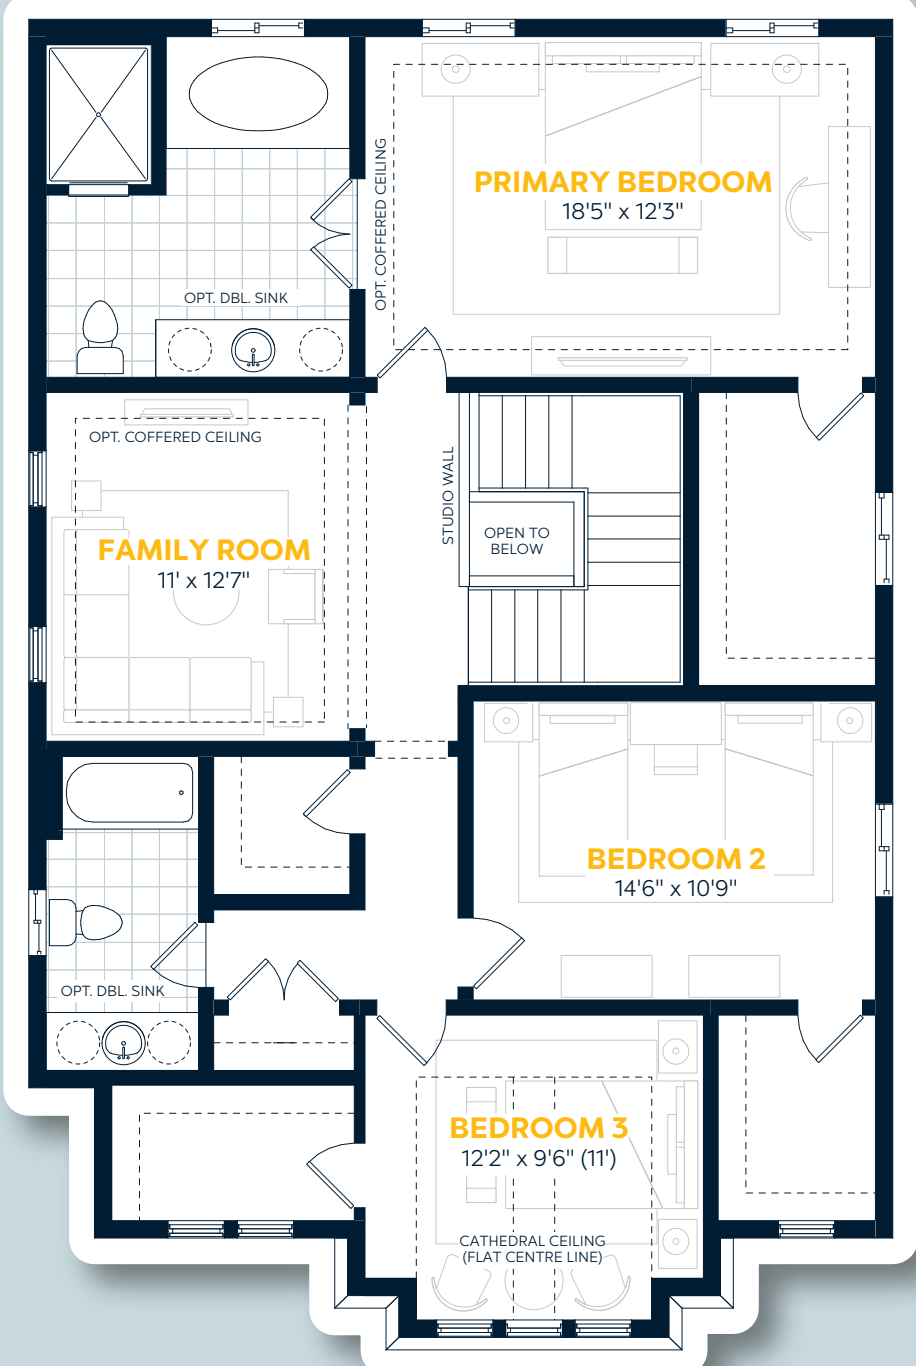 OPT. COFFERED CEILING
PRIMARY BEDROOM
18'5" x 12'3"
OPT. DBL. SINK
OPT. COFFERED CEILING
FAMILY ROOM
11' x 12'7"
STUDIO WALL
OPEN TO
BELOW
BEDROOM 2
14'6" x 10'9"
OPT. DBL. SINK
BEDROOM 3
12'2" x 9'6" (11')
CATHEDRAL CEILING
(FLAT CENTRE LINE)